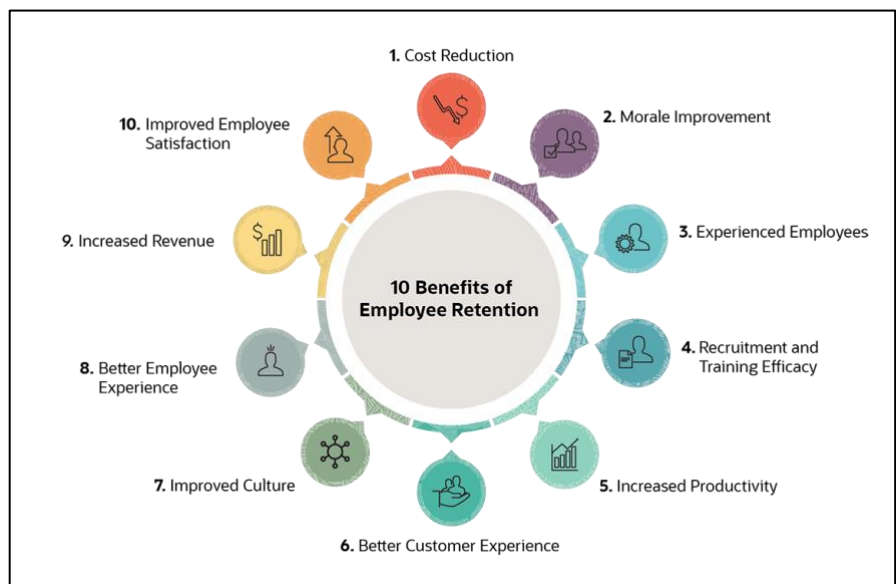 10 Benefits of
Employee Retention
1. Cost Reduction
2. Morale Improvement
3. Experienced Employees
4. Recruitment and
Training Efficacy
5. Increased Productivity
6. Better Customer Experience
7. Improved Culture
8. Better Employee
Experience
9. Increased Revenue
10. Improved Employee
Satisfaction
$
$